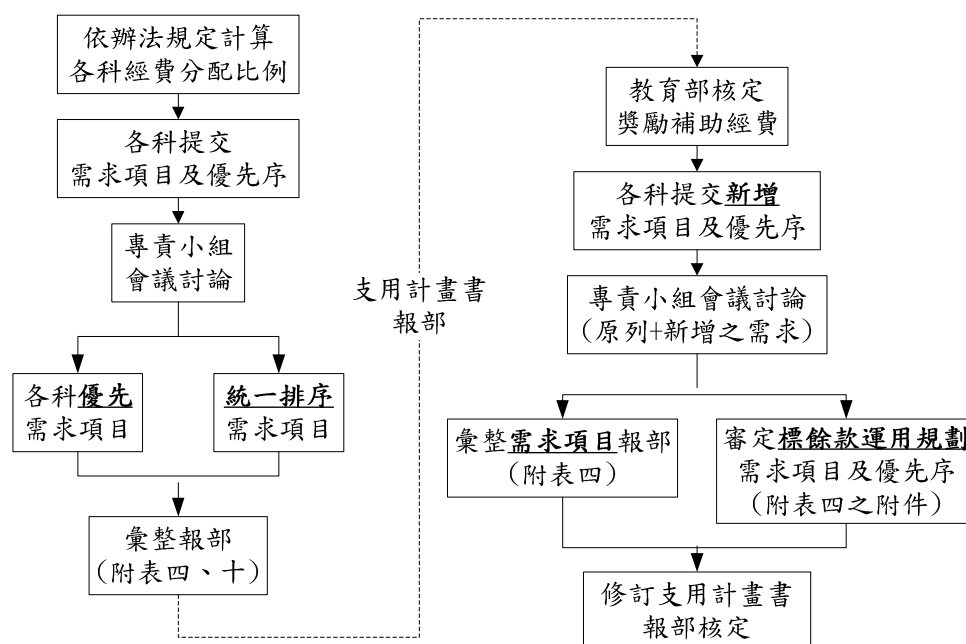 依辦法規定計算
各科經費分配比例
各科提交
需求項目及優先序
專責小組
會議討論
各科優先
需求項目
統一排序
需求項目
彙整報部
（附表四、十）
支用計畫書
報部
教育部核定
獎勵補助經費
各科提交新增
需求項目及優先序
專責小組會議討論
（原列+新增之需求）
彙整需求項目報部
（附表四）
審定標餘款運用規劃
需求項目及優先序
（附表四之附件）
修訂支用計畫書
報部核定